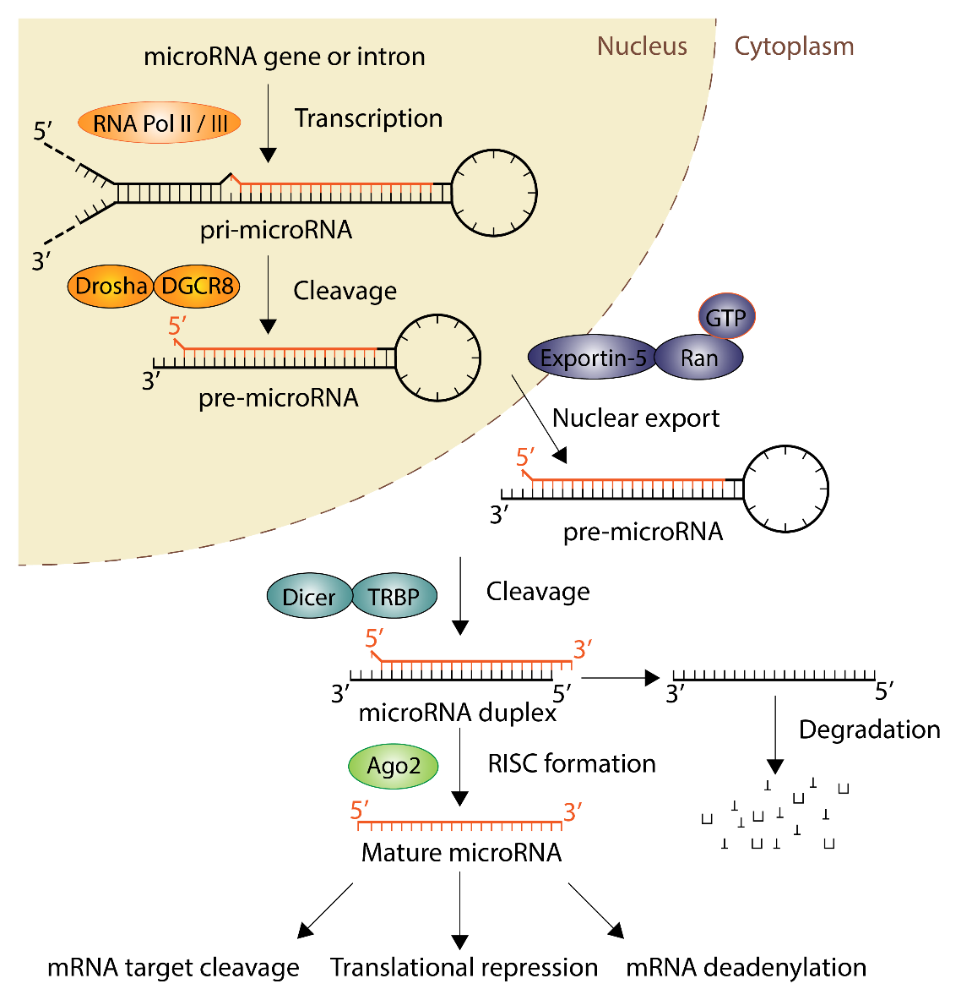 Nucleus
Cytoplasm
microRNA gene or intron
RNA Pol II / III
Transcription
5′
3′
pri-microRNA
Drosha
DGCR8
Cleavage
5′
3′
pre-microRNA
GTP
Exportin-5
Ran
Nuclear export
5′
3′
pre-microRNA
Dicer
TRBP
Cleavage
5′
3′
3′
5′
microRNA duplex
3′
5′
Degradation
Ago2
RISC formation
5′
3′
Mature microRNA
mRNA target cleavage
Translational repression
mRNA deadenylation